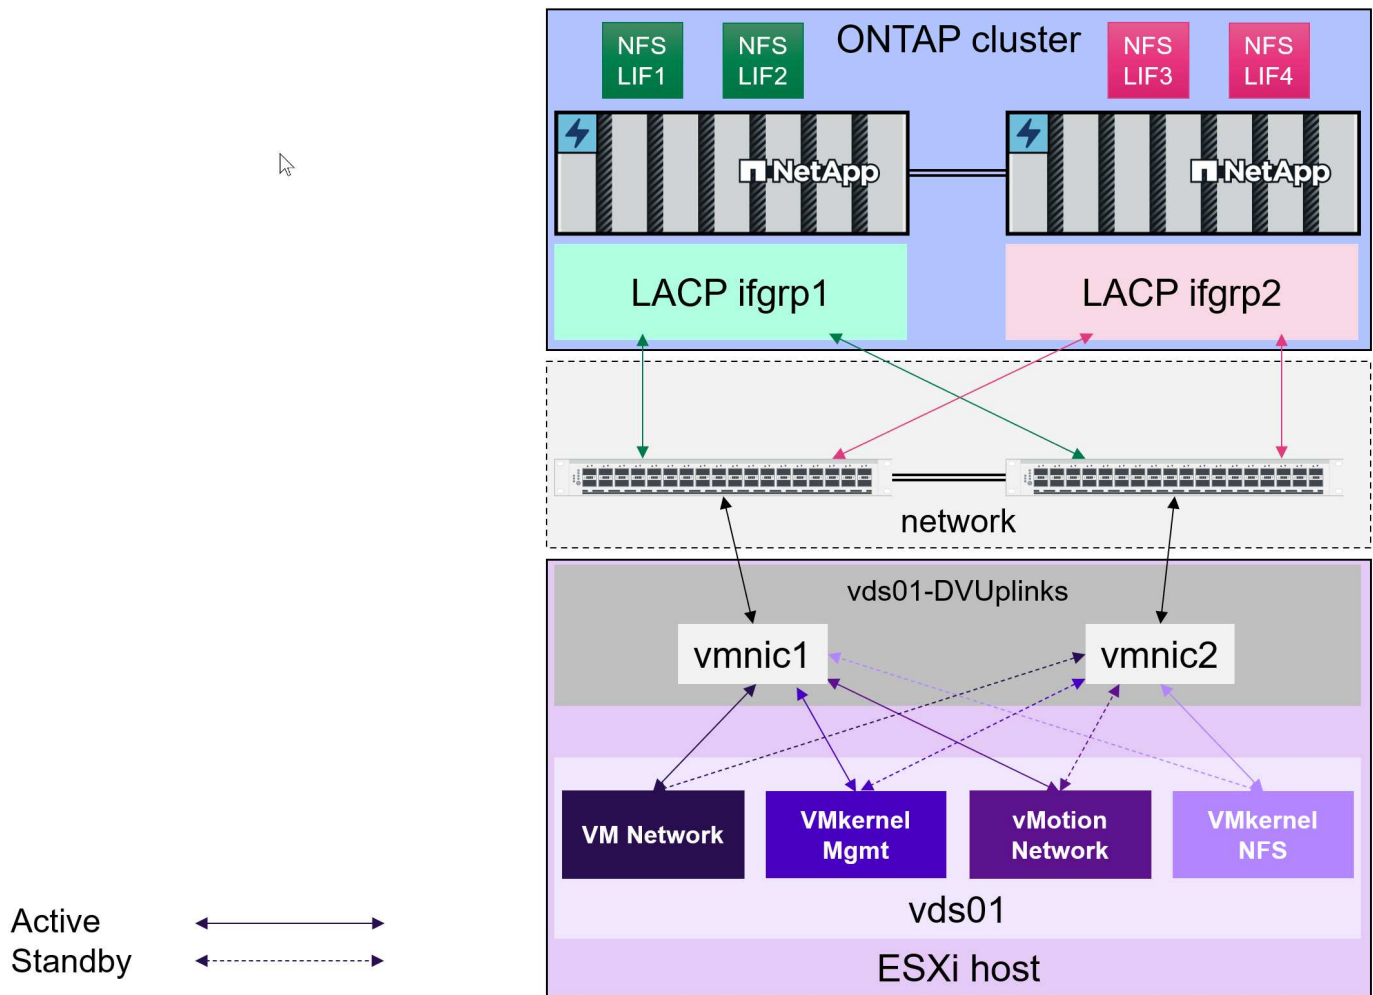 ONTAP cluster
NFS
LIF1
NFS
LIF2
NFS
LIF3
NFS
LIF4
NetApp
NetApp
LACP ifgrp1
LACP ifgrp2
network
vds01-DVUplinks
vmnic1
vmnic2
VM Network
VMkernel
Mgmt
vMotion
Network
VMkernel
NFS
vds01
ESXi host
Active
Standby